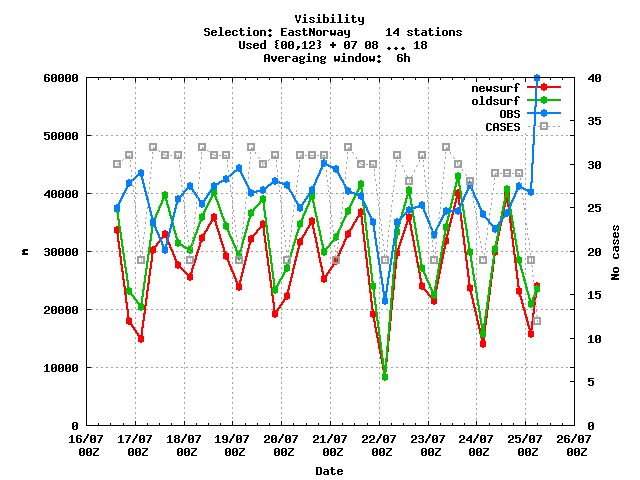 Visibility
Selection: EastNorway     14 stations
Used {00,12} + 07 08 ... 18
Averaging window:  6h
newsurf
oldsurf
OBS
CASES
60000
50000
40000
30000
20000
10000
0
m
40
35
30
25
20
15
10
5
0
No cases
16/07 17/07 18/07 19/07 20/07 21/07 22/07 23/07 24/07 25/07 26/07
00Z 00Z 00Z 00Z 00Z 00Z 00Z 00Z 00Z 00Z 00Z
Date